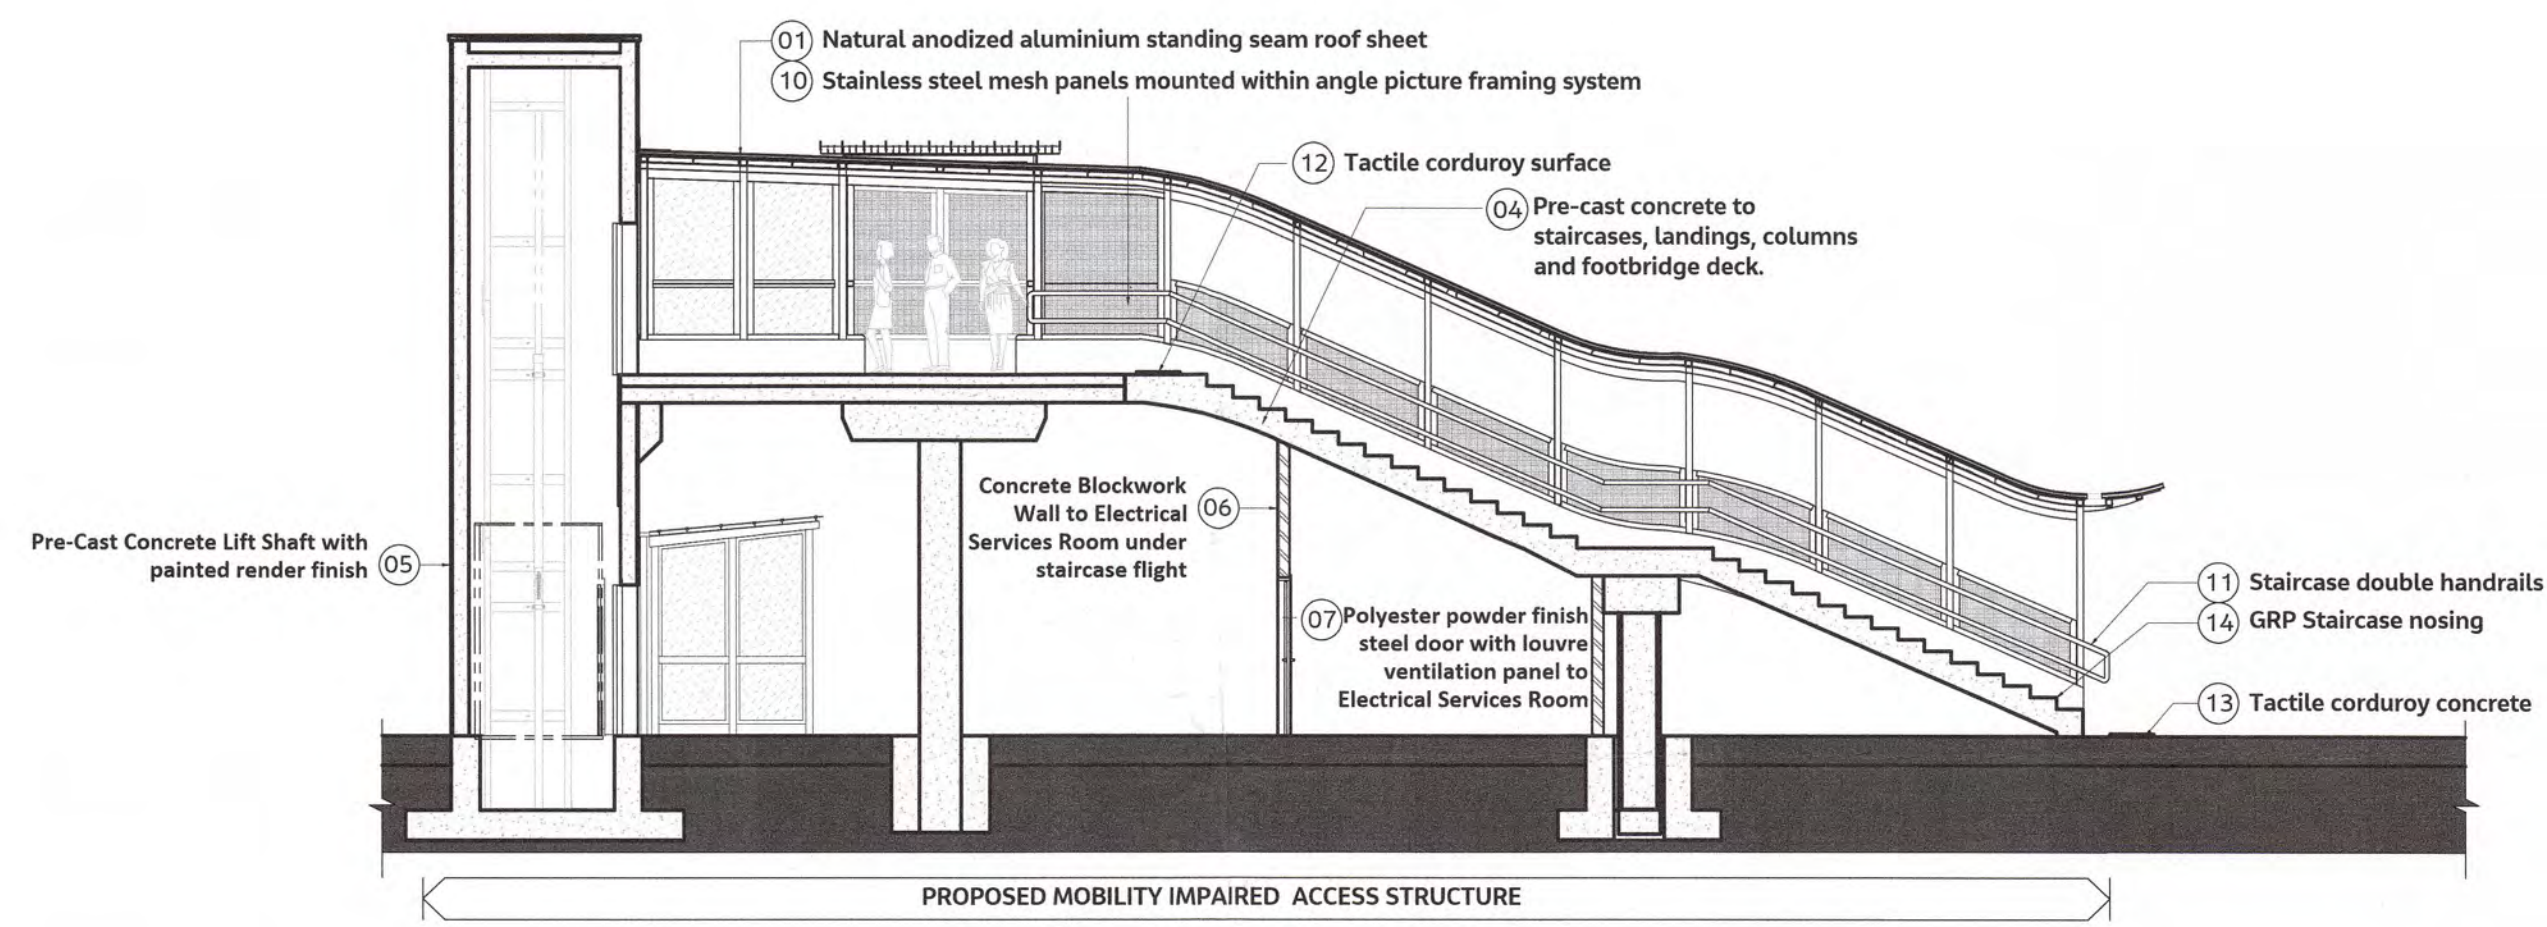 01 Natural anodized aluminium standing seam roof sheet
10 Stainless steel mesh panels mounted within angle picture framing system
12 Tactile corduroy surface
04 Pre-cast concrete to
staircases, landings, columns
and footbridge deck.
Concrete Blockwork
Wall to Electrical
Services Room under
staircase flight
06
Pre-Cast Concrete Lift Shaft with
painted render finish
05
07 Polyester powder finish
steel door with louvre
ventilation panel to
Electrical Services Room
11 Staircase double handrails
14 GRP Staircase nosing
13 Tactile corduroy concrete
PROPOSED MOBILITY IMPAIRED ACCESS STRUCTURE